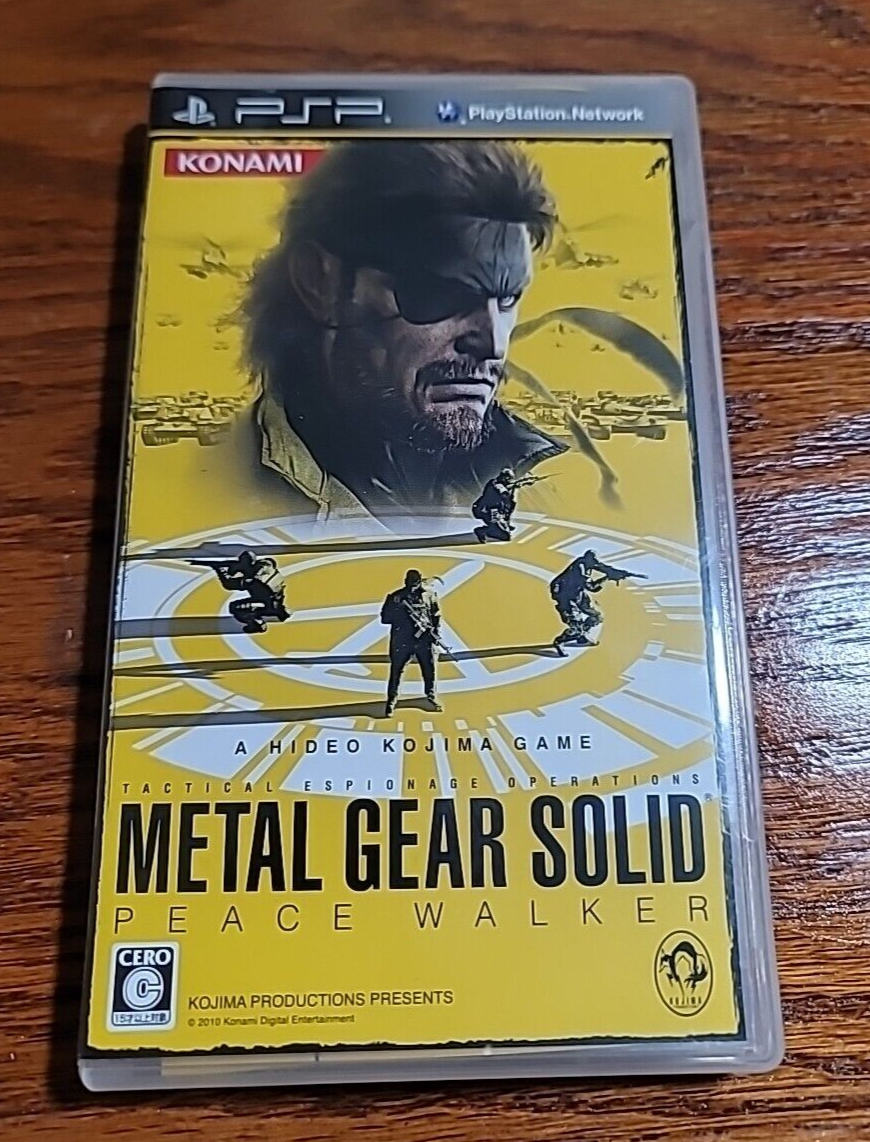 PSP PlayStation®Network
KONAMI
A HIDEO KOJIMA GAME
TACTICAL ESPIONAGE OPERATIONS
METAL GEAR SOLID®
PEACE WALKER
CERO
C
15才以上対象
KOJIMA PRODUCTIONS PRESENTS
© 2010 Konami Digital Entertainment
KOJIMA